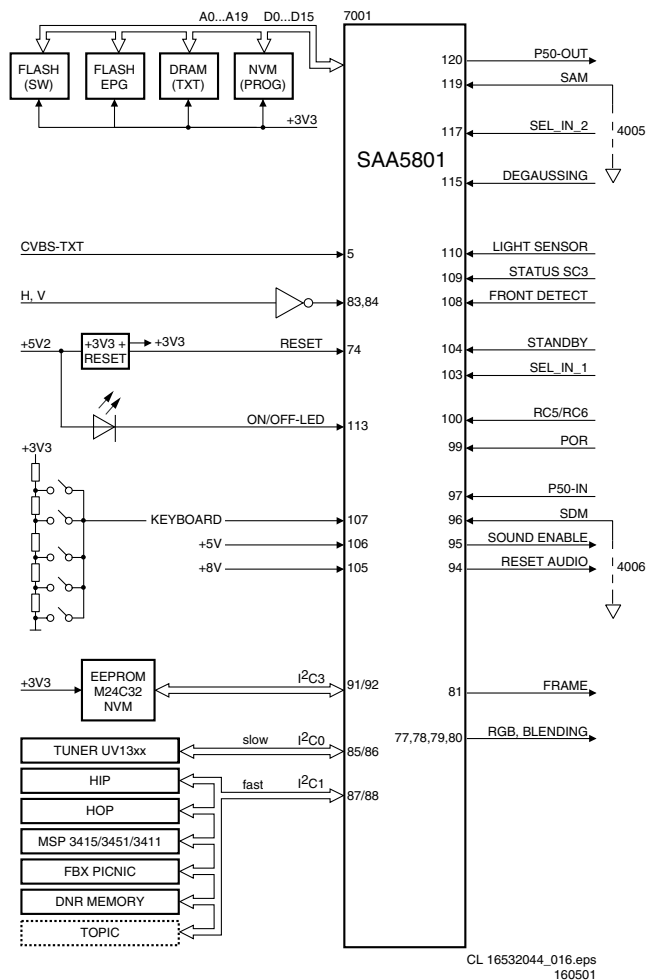 A0...A19 D0...D15 7001
FLASH (SW)
FLASH EPG
DRAM (TXT)
NVM (PROG)
+3V3
SAA5801
120 P50-OUT
119 SAM
117 SEL_IN_2
4005
115 DEGAUSSING
CVBS-TXT 5
110 LIGHT SENSOR
109 STATUS SC3
H, V 83,84
108 FRONT DETECT
+5V2
+3V3 + RESET
+3V3
RESET 74
104 STANDBY
103 SEL_IN_1
ON/OFF-LED 113
100 RC5/RC6
99 POR
+3V3
97 P50-IN
KEYBOARD 107
96 SDM
+5V 106
95 SOUND ENABLE
+8V 105
94 RESET AUDIO
4006
+3V3
EEPROM
M24C32
NVM
I²C3 91/92
81 FRAME
TUNER UV13xx
slow I²C0 85/86
77,78,79,80 RGB, BLENDING
HIP
fast I²C1 87/88
HOP
MSP 3415/3451/3411
FBX PICNIC
DNR MEMORY
TOPIC
CL 16532044_016.eps
160501